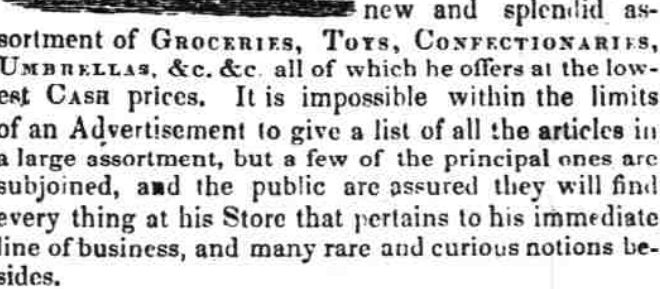 new and splendid as-
sortment of GROCERIES, TOYS, CONFECTIONARIES,
UMBRELLAS, &c. &c. all of which he offers at the low-
est CASH prices. It is impossible within the limits
of an Advertisement to give a list of all the articles in
a large assortment, but a few of the principal ones are
subjoined, and the public are assured they will find
every thing at his Store that pertains to his immediate
line of business, and many rare and curious notions be-
sides.